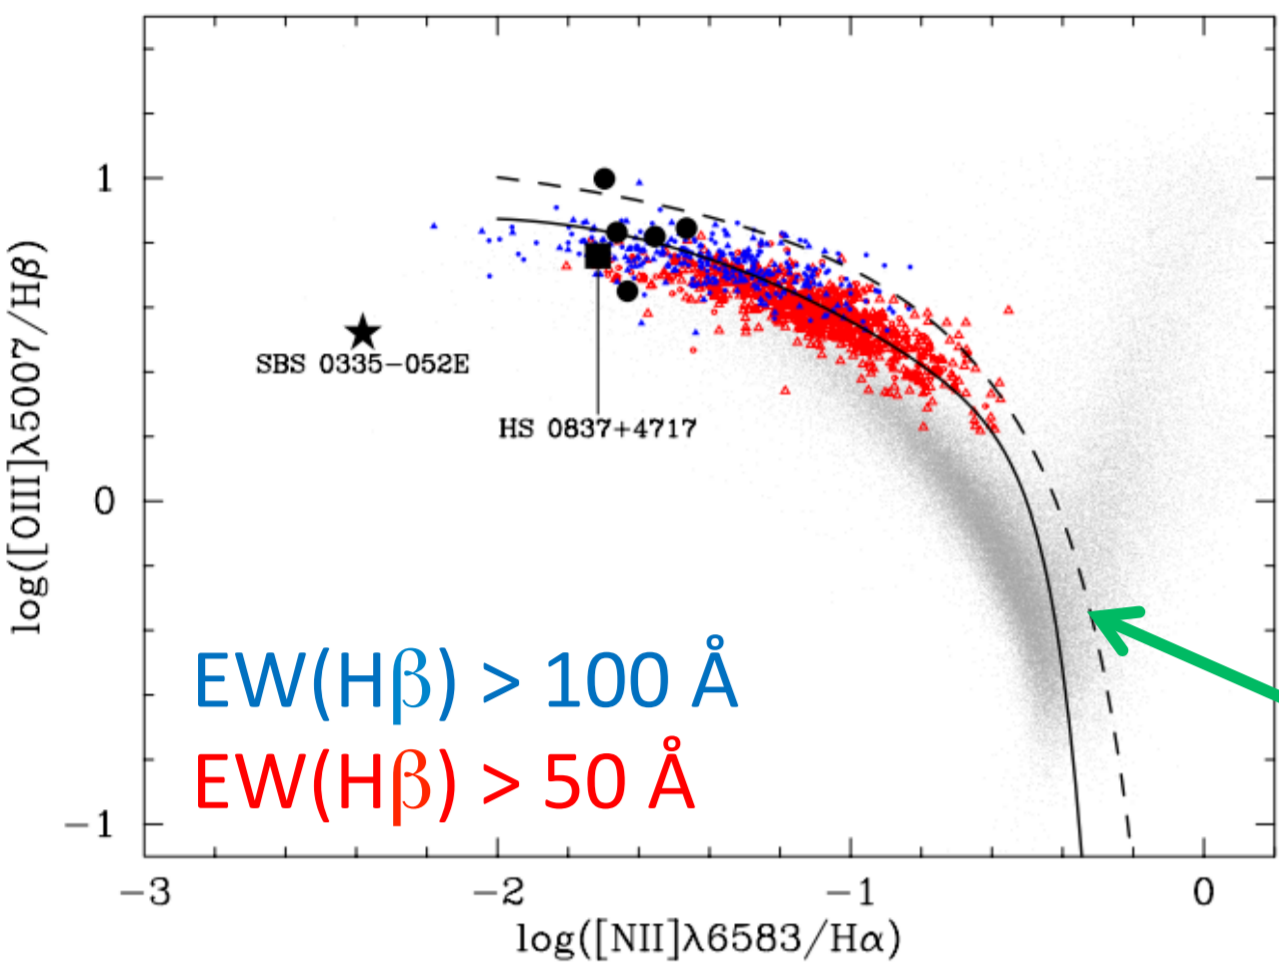 log([OIII]λ5007/Hβ)
1
0
−1
SBS 0335−052E
HS 0837+4717
EW(Hβ) > 100 Å
EW(Hβ) > 50 Å
−3
−2
−1
0
log([NII]λ6583/Hα)